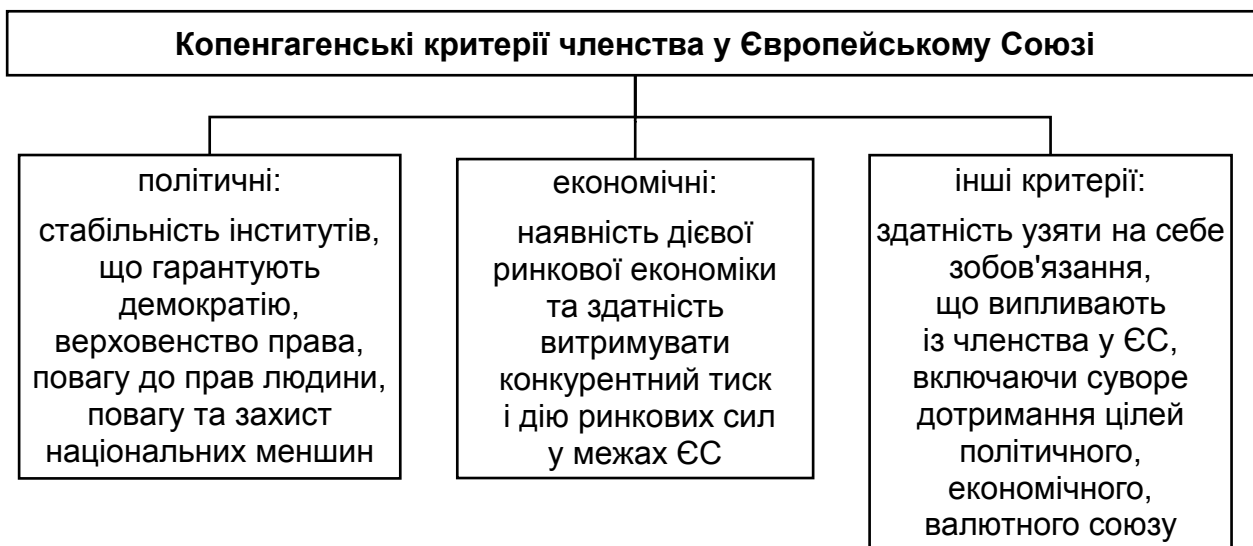 Копенгагенські критерії членства у Європейському Союзі
політичні:
стабільність інститутів,
що гарантують
демократію,
верховенство права,
повагу до прав людини,
повагу та захист
національних меншин
економічні:
наявність дієвої
ринкової економіки
та здатність
витримувати
конкурентний тиск
і дію ринкових сил
у межах ЄС
інші критерії:
здатність узяти на себе
зобов'язання,
що випливають
із членства у ЄС,
включаючи суворе
дотримання цілей
політичного,
економічного,
валютного союзу